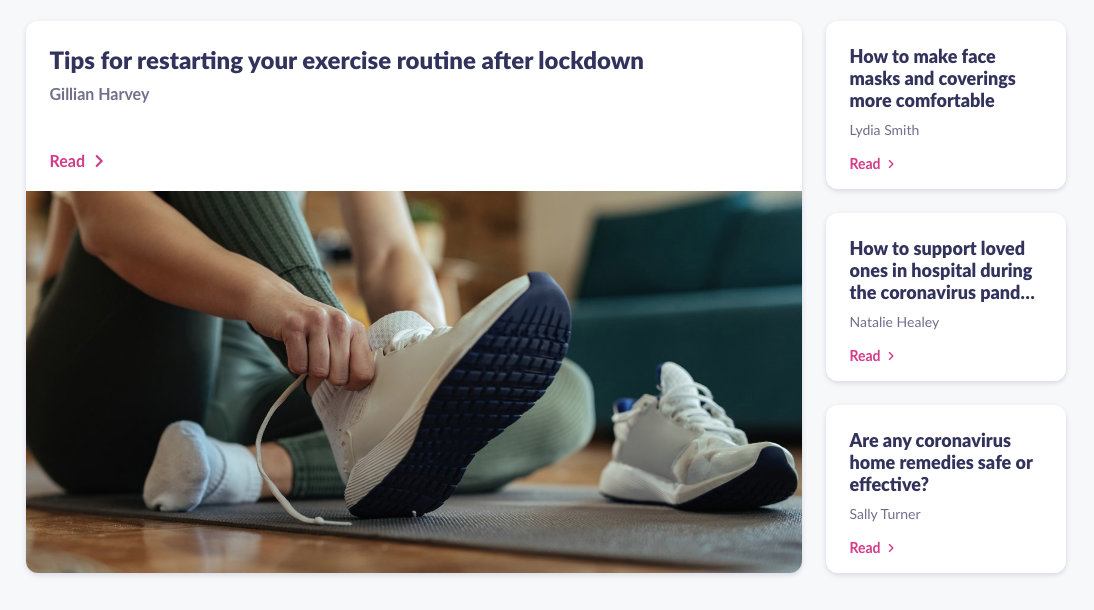 Tips for restarting your exercise routine after lockdown
Gillian Harvey
Read
How to make face
masks and coverings
more comfortable
Lydia Smith
Read
How to support loved
ones in hospital during
the coronavirus pand...
Natalie Healey
Read
Are any coronavirus
home remedies safe or
effective?
Sally Turner
Read